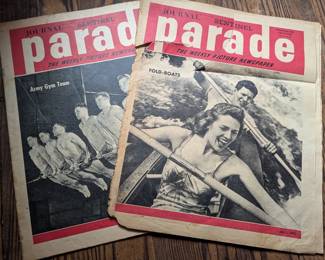 JOURNAL SENTINEL
parade
THE WEEKLY PICTURE NEWSPAPER
Army Gym Team
JOURNAL SENTINEL
parade
THE WEEKLY PICTURE NEWSPAPER
FOLD-BOATS